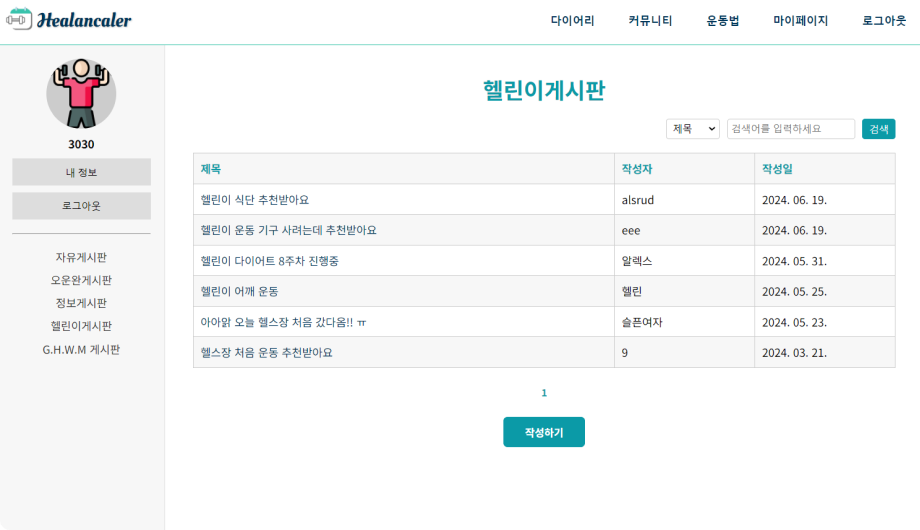 Healancaler
다이어리 커뮤니티 운동법 마이페이지 로그아웃
3030
내 정보
로그아웃
자유게시판
오운완게시판
정보게시판
헬린이게시판
G.H.W.M 게시판
헬린이게시판
제목 검색어를 입력하세요 검색
제목 작성자 작성일
헬린이 식단 추천받아요 alsrud 2024. 06. 19.
헬린이 운동 기구 사려는데 추천받아요 eee 2024. 06. 19.
헬린이 다이어트 8주차 진행중 알렉스 2024. 05. 31.
헬린이 어깨 운동 헬린 2024. 05. 25.
아아앍 오늘 헬스장 처음 갔다옴!! ㅠ 슬픈여자 2024. 05. 23.
헬스장 처음 운동 추천받아요 9 2024. 03. 21.
1
작성하기